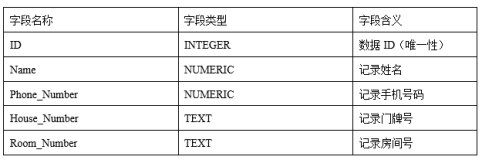 字段名称 字段类型 字段含义
ID INTEGER 数据 ID（唯一性）
Name NUMERIC 记录姓名
Phone_Number NUMERIC 记录手机号码
House_Number TEXT 记录门牌号
Room_Number TEXT 记录房间号